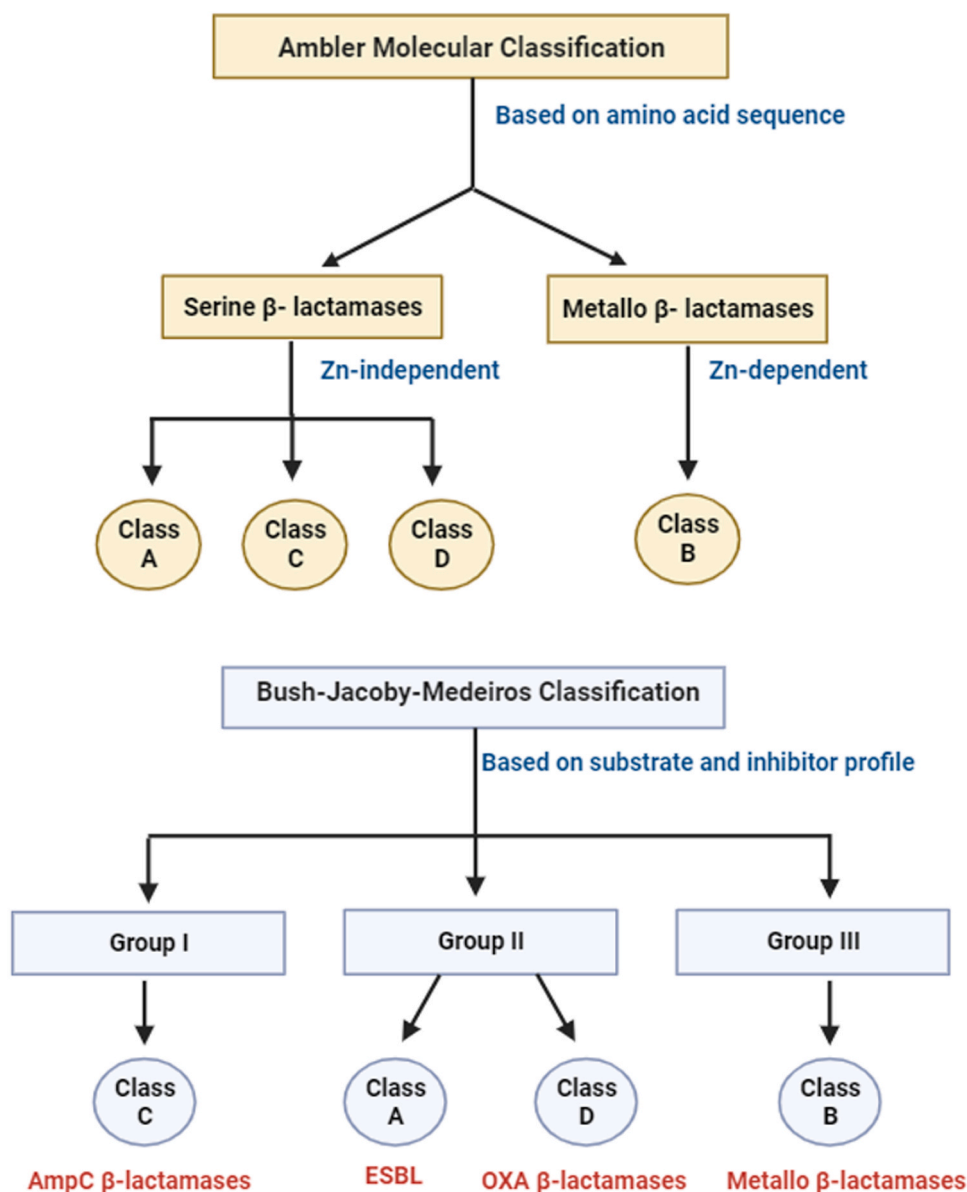 Ambler Molecular Classification
Based on amino acid sequence
Serine β- lactamases
Metallo β- lactamases
Zn-independent
Zn-dependent
Class
A
Class
C
Class
D
Class
B
Bush-Jacoby-Medeiros Classification
Based on substrate and inhibitor profile
Group I
Group II
Group III
Class
C
Class
A
Class
D
Class
B
AmpC β-lactamases
ESBL
OXA β-lactamases
Metallo β-lactamases